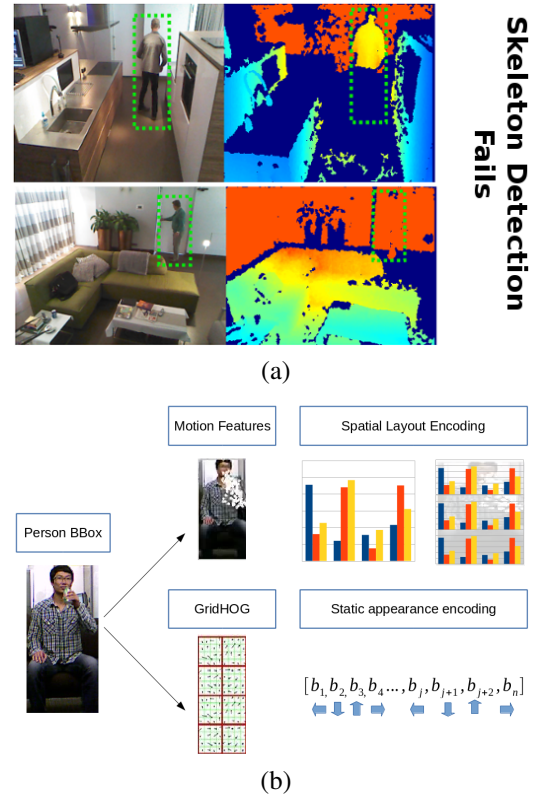 Skeleton Detection
Fails
(a)
Motion Features
Spatial Layout Encoding
Person BBox
GridHOG
Static appearance encoding
[b1, b2, b3, b4 ..., bj, bj+1, bj+2, bn]
(b)